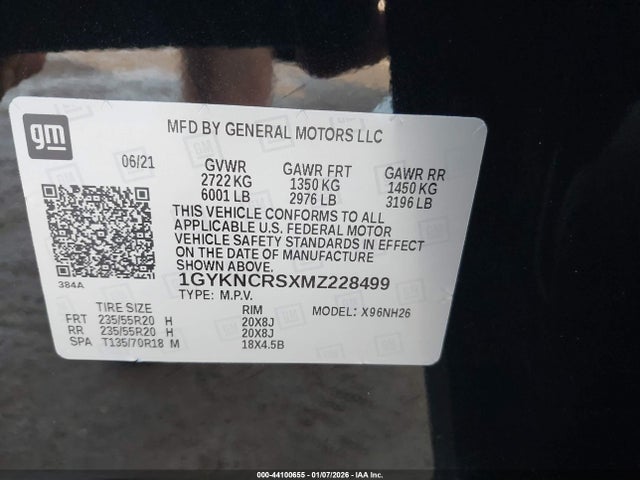 gm
MFD BY GENERAL MOTORS LLC
06/21 GVWR GAWR FRT GAWR RR
2722 KG 1350 KG 1450 KG
6001 LB 2976 LB 3196 LB
THIS VEHICLE CONFORMS TO ALL
APPLICABLE U.S. FEDERAL MOTOR
VEHICLE SAFETY STANDARDS IN EFFECT
ON THE DATE OF MANUFACTURE
SHOWN ABOVE.
384A
1GYKNCRSXMZ228499
TYPE: M.P.V.
TIRE SIZE RIM MODEL: X96NH26
FRT 235/55R20 H 20X8J
RR 235/55R20 H 20X8J
SPA T135/70R18 M 18X4.5B
000-44100655 - 01/07/2026 - IAA Inc.